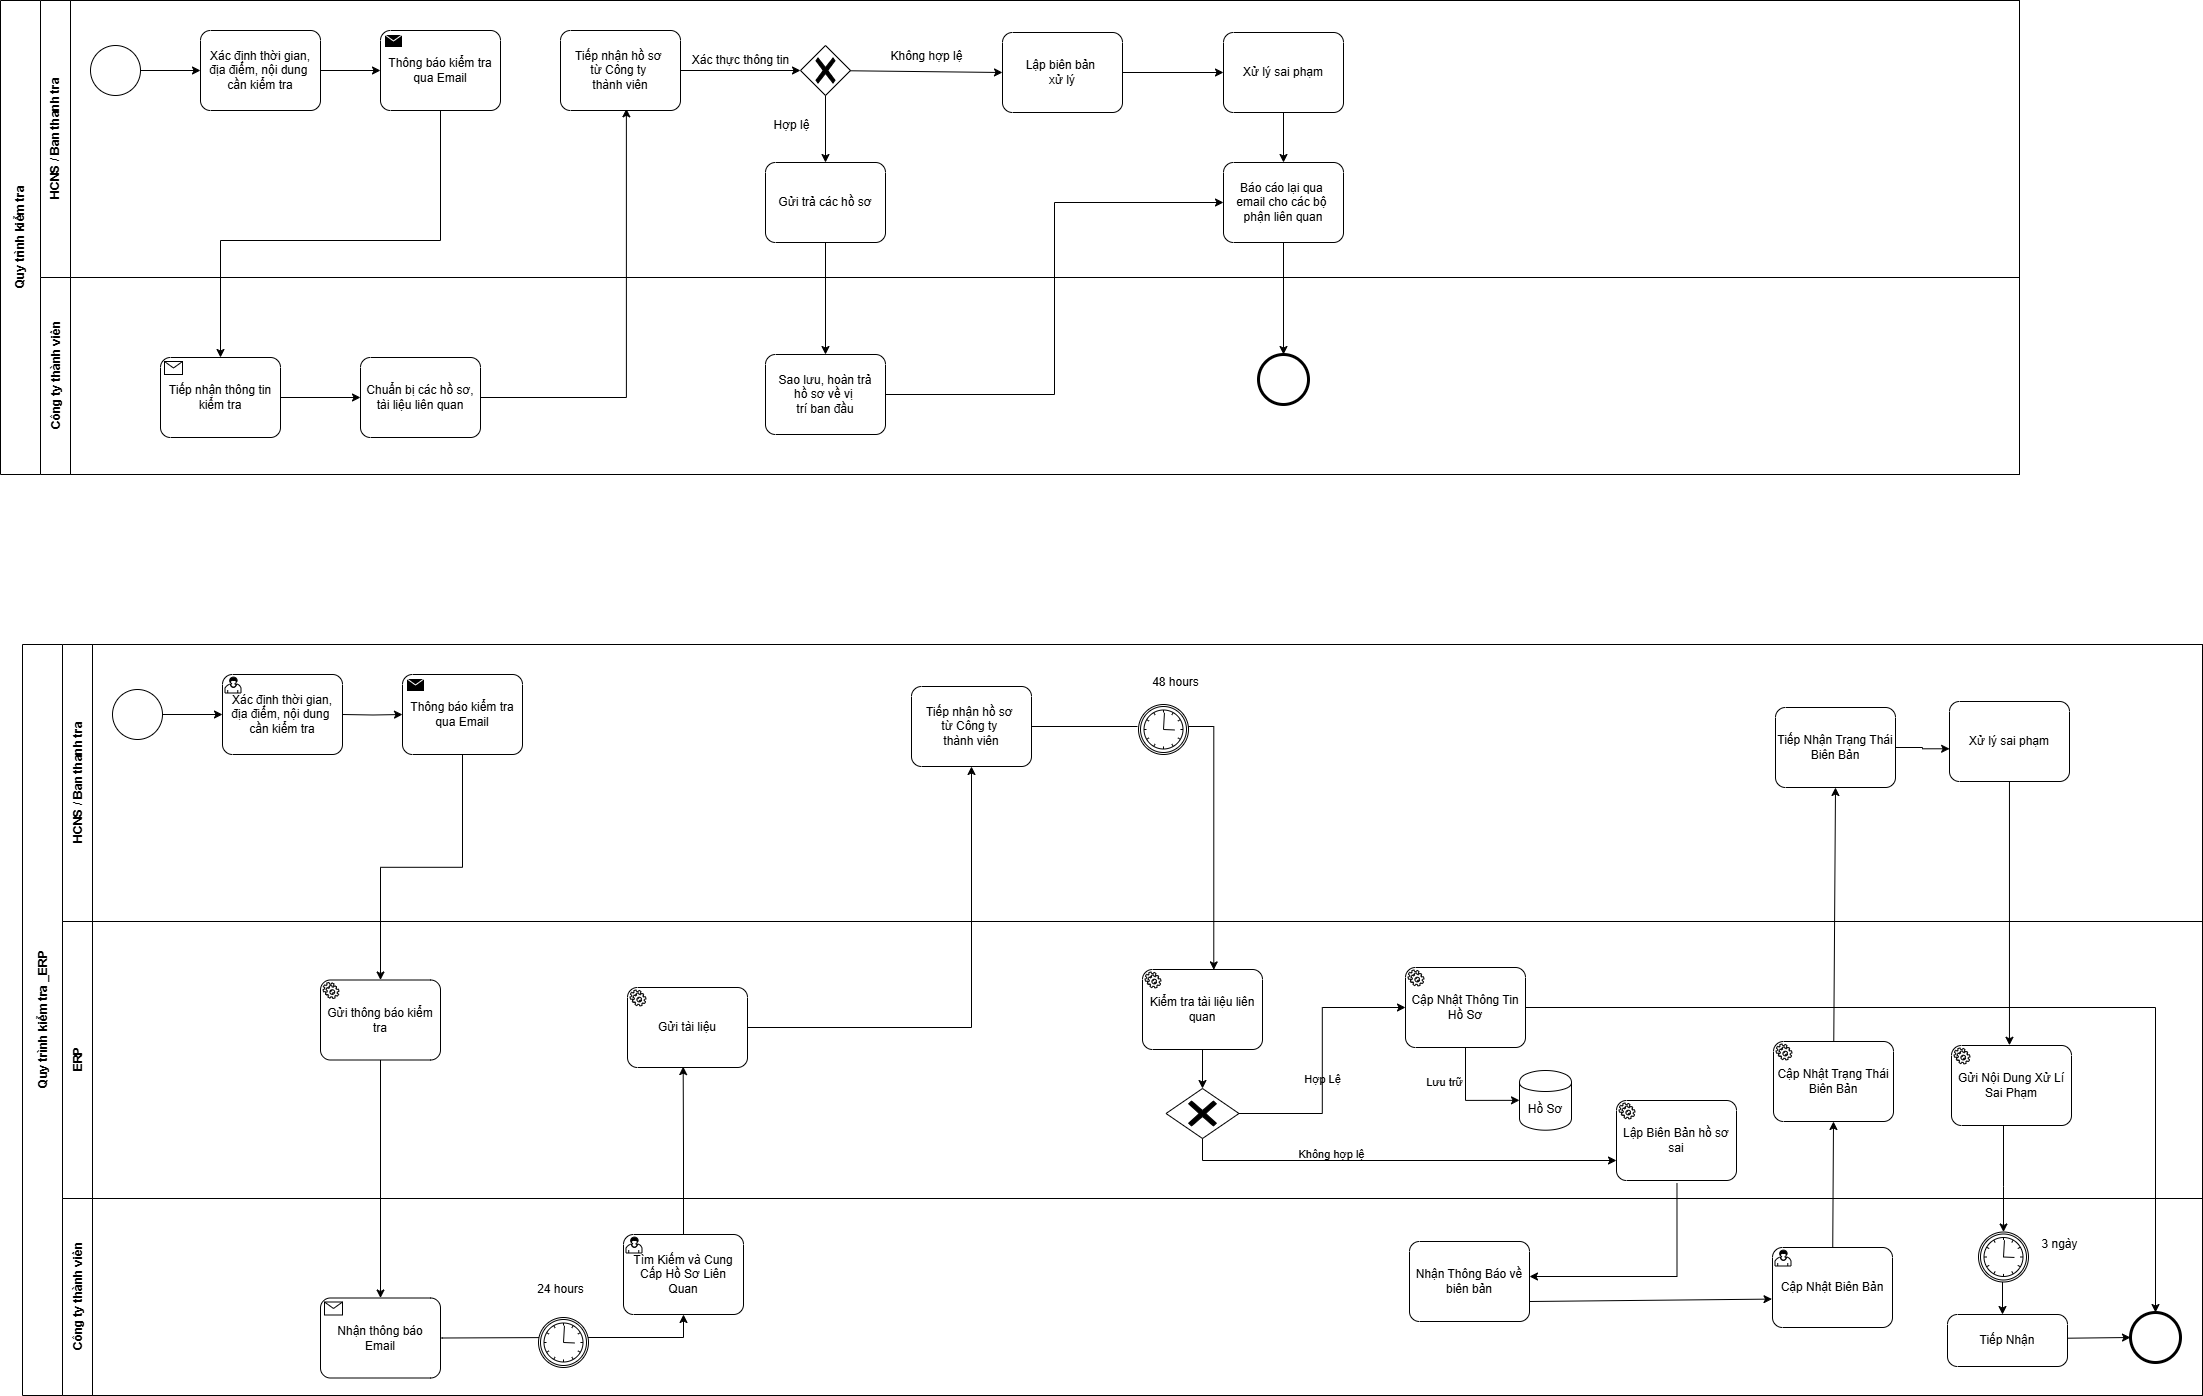 Quy trình kiểm tra
HCNS / Ban thanh tra
Xác định thời gian,
địa điểm, nội dung
cần kiểm tra
Thông báo kiểm tra
qua Email
Tiếp nhận hồ sơ
từ Công ty
thành viên
Xác thực thông tin
Không hợp lệ
Hợp lệ
Lập biên bản
xử lý
Xử lý sai phạm
Gửi trả các hồ sơ
Báo cáo lại qua
email cho các bộ
phận liên quan
Công ty thành viên
Tiếp nhận thông tin
kiểm tra
Chuẩn bị các hồ sơ,
tài liệu liên quan
Sao lưu, hoàn trả
hồ sơ về vị
trí ban đầu
Quy trình kiểm tra _ERP
HCNS / Ban thanh tra
Xác định thời gian,
địa điểm, nội dung
cần kiểm tra
Thông báo kiểm tra
qua Email
Tiếp nhận hồ sơ
từ Công ty
thành viên
48 hours
Tiếp Nhận Trạng Thái
Biên Bản
Xử lý sai phạm
ERP
Gửi thông báo kiểm
tra
Gửi tài liệu
Kiểm tra tài liệu liên
quan
Cập Nhật Thông Tin
Hồ Sơ
Hợp Lệ
Lưu trữ
Hồ Sơ
Không hợp lệ
Lập Biên Bản hồ sơ
sai
Cập Nhật Trạng Thái
Biên Bản
Gửi Nội Dung Xử Lí
Sai Phạm
Công ty thành viên
Nhận thông báo
Email
24 hours
Tìm Kiếm và Cung
Cấp Hồ Sơ Liên
Quan
Nhận Thông Báo về
biên bản
Cập Nhật Biên Bản
3 ngày
Tiếp Nhận